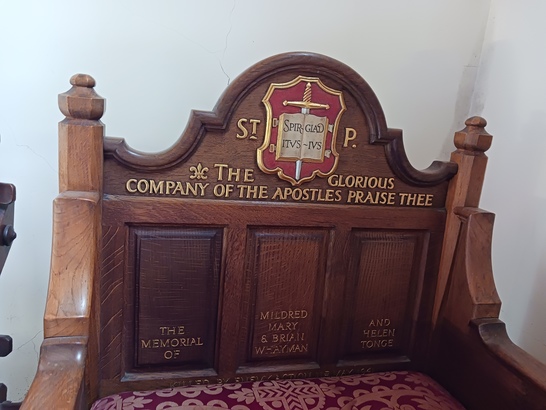 ST P.
SPIR- GLAD
ITVS ~ IVS
THE GLORIOUS
COMPANY OF THE APOSTLES PRAISE THEE
THE
MEMORIAL
OF
MILDRED
MARY
& BRIAN
WHAYMAN
AND
HELEN
TONGE